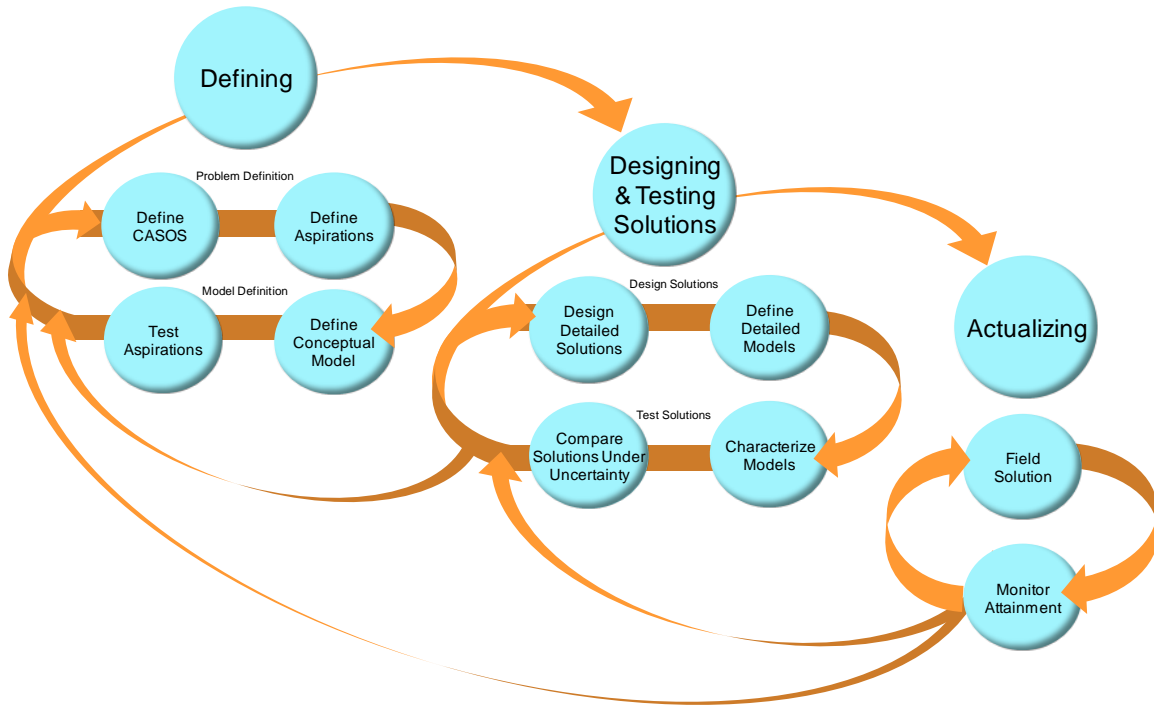 Defining
Problem Definition
Define
CASOS
Define
Aspirations
Model Definition
Test
Aspirations
Define
Conceptual
Model
Designing
& Testing
Solutions
Design Solutions
Design
Detailed
Solutions
Define
Detailed
Models
Test Solutions
Compare
Solutions Under
Uncertainty
Characterize
Models
Actualizing
Field
Solution
Monitor
Attainment